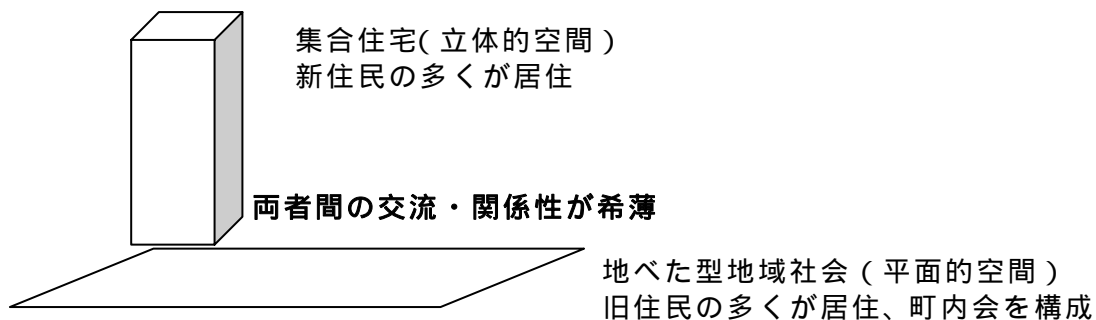 集合住宅(立体的空間)
新住民の多くが居住
両者間の交流・関係性が希薄
地べた型地域社会(平面的空間)
旧住民の多くが居住、町内会を構成